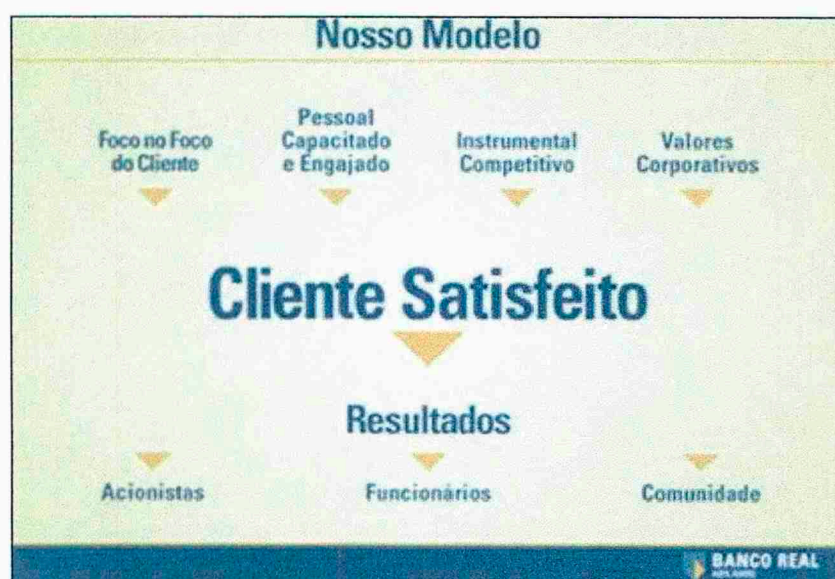 Nosso Modelo
Foco no Foco
do Cliente
Pessoal
Capacitado
e Engajado
Instrumental
Competitivo
Valores
Corporativos
Cliente Satisfeito
Resultados
Acionistas
Funcionários
Comunidade
BANCO REAL